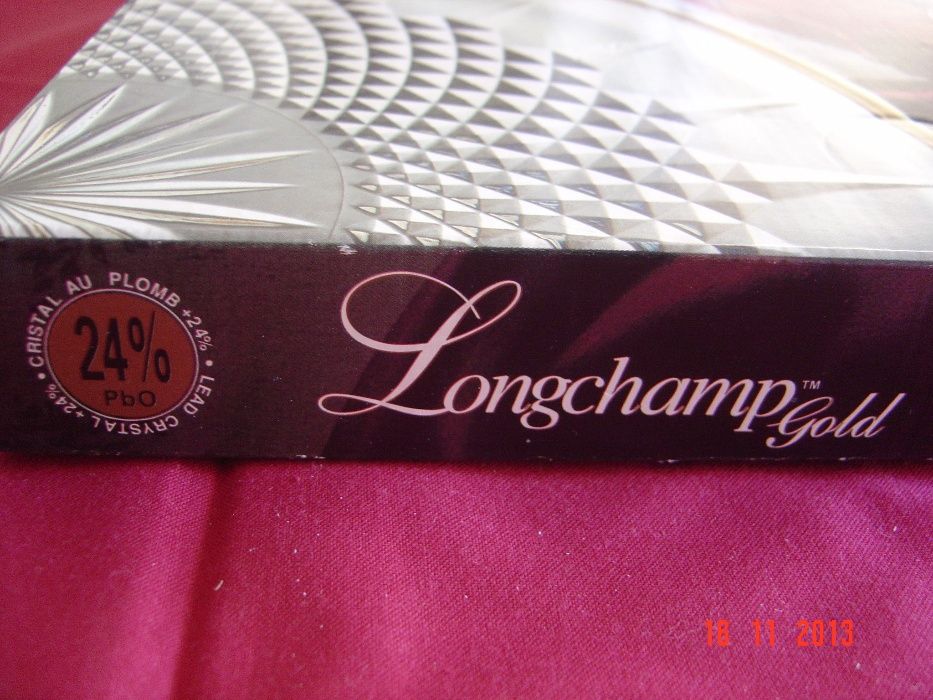 CRISTAL AU PLOMB +24% • LEAD CRYSTAL +24% •
24%
PbO
Longchamp™
Gold
18 11 2013